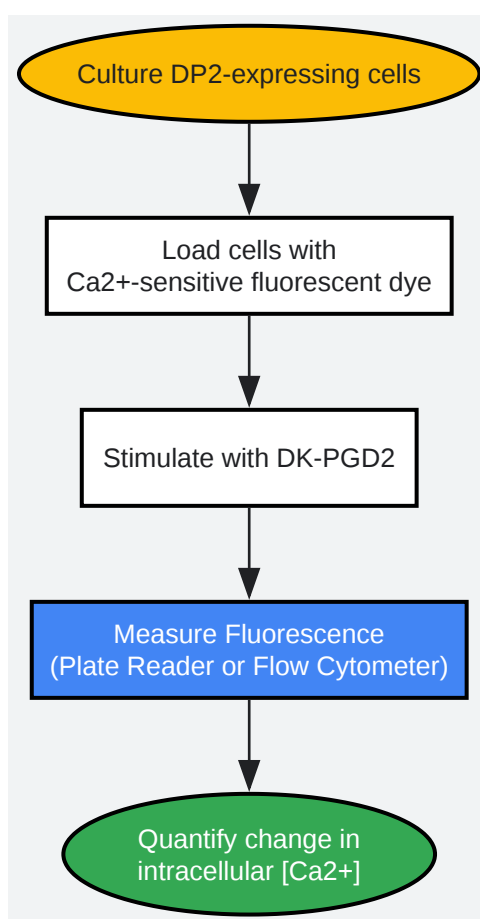 Culture DP2-expressing cells
Load cells with
Ca2+-sensitive fluorescent dye
Stimulate with DK-PGD2
Measure Fluorescence
(Plate Reader or Flow Cytometer)
Quantify change in
intracellular [Ca2+]